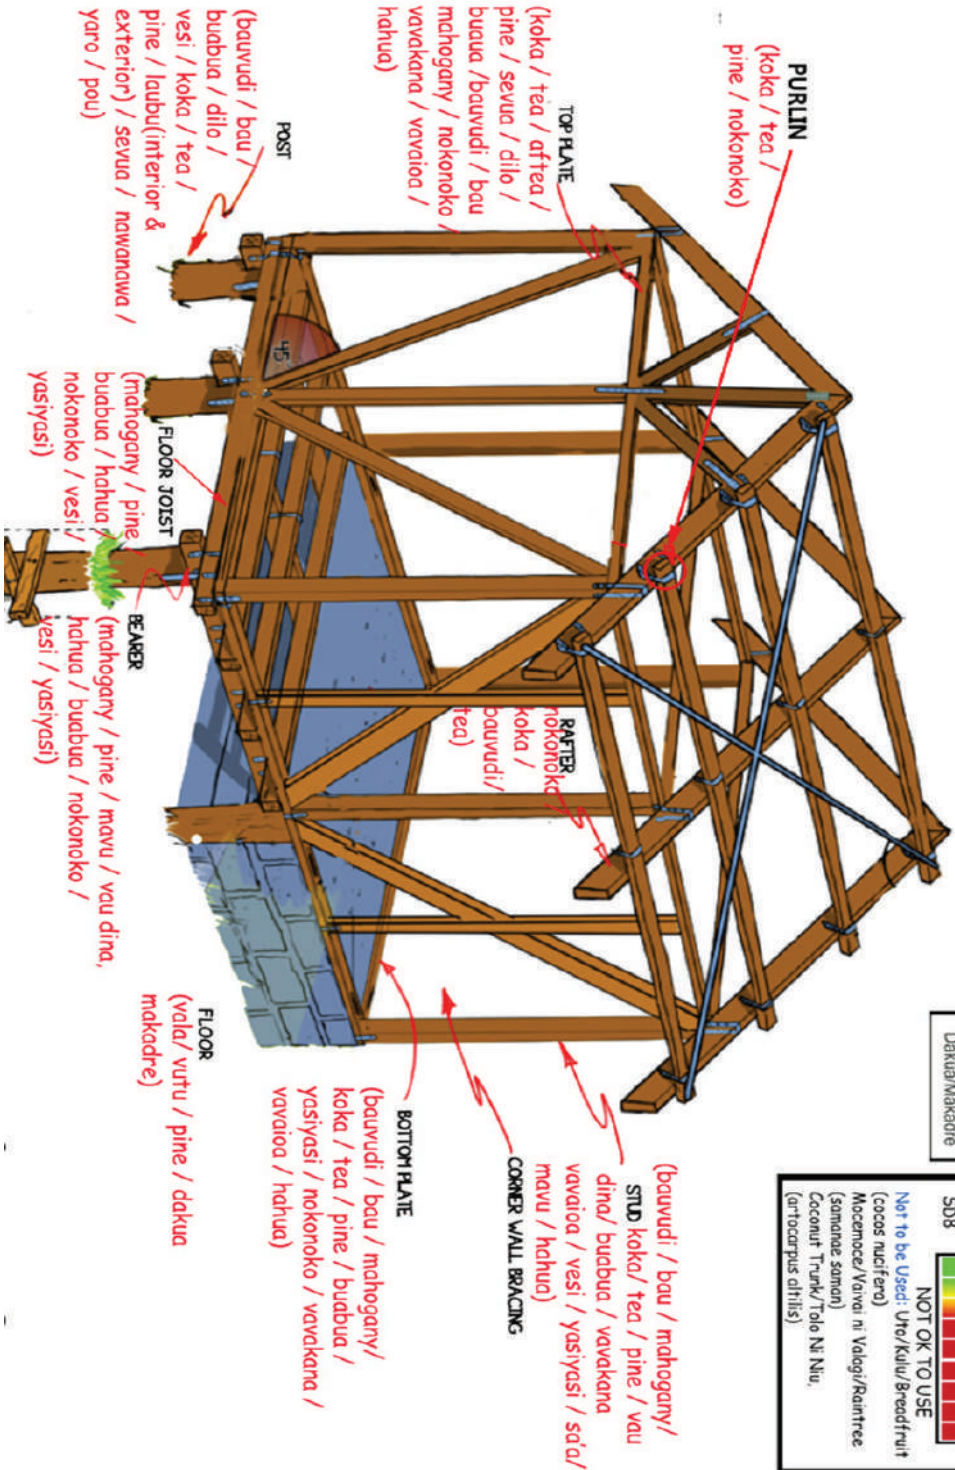 Dakua/Makadre
SD8
NOT OK TO USE
Not to be Used: Uto/Kulu/Breadfruit
(cocos nucifera)
Mocemoce/Vaivai ni Valagi/Raintree
(samanae saman)
Coconut Trunk/Tolo Ni Niu,
(artocarpus altilis)
PURLIN
(koka / tea /
pine / nokonoko)
(koka / tea / aftea /
pine / sevua / dilo /
buaua /bauvudi / bau
mahogany / nokonoko /
vavakana / vavaioa /
hahua)
TOP PLATE
POST
(bauvudi / bau /
buabua / dilo /
vesi / koka / tea /
pine / laubu(interior &
exterior) / sevua / nawanawa /
yaro / pou)
45
FLOOR JOIST
(mahogany / pine /
buabua / hahua /
nokonoko / vesi /
yasiyasi)
BEARER
(mahogany / pine / mavu / vau dina,
hahua / buabua / nokonoko /
vesi / yasiyasi)
RAFTER
nokonoko/
koka /
bauvudi/
tea)
FLOOR
(vala/ vutu / pine / dakua
makadre)
BOTTOM PLATE
(bauvudi / bau / mahogany/
koka / tea / pine / buabua /
yasiyasi / nokonoko / vavakana /
vavaioa / hahua)
CORNER WALL BRACING
(bauvudi / bau / mahogany/
STUD koka/ tea / pine / vau
dina/ buabua / vavakana
vavaioa / vesi / yasiyasi / sa'a/
mavu / hahua)